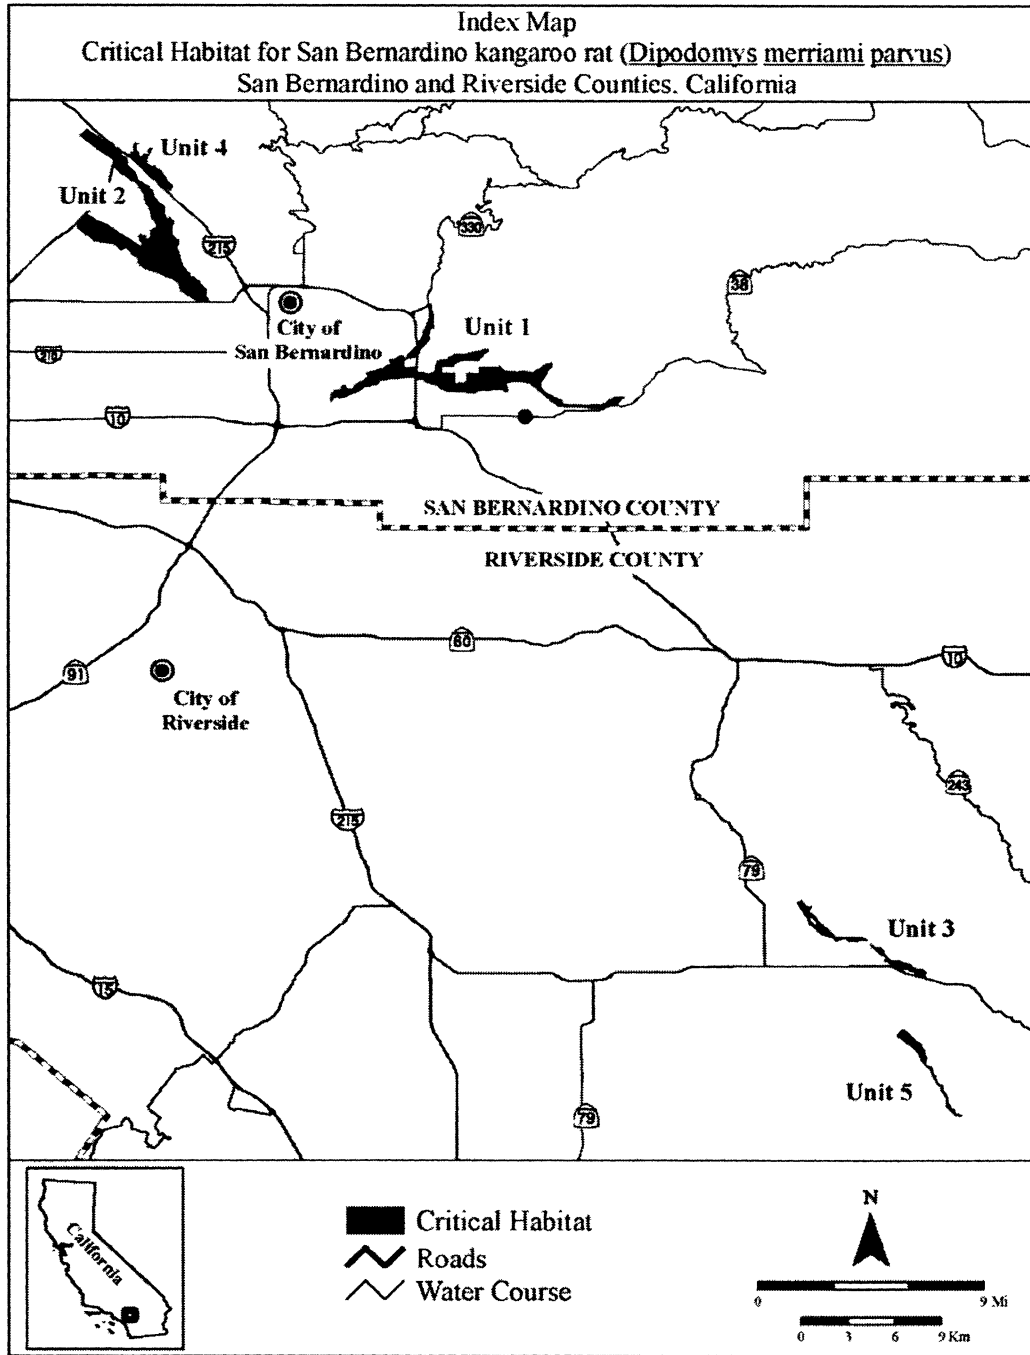 Index Map
Critical Habitat for San Bernardino kangaroo rat (Dipodomys merriami parvus)
San Bernardino and Riverside Counties. California
Unit 4
Unit 2
330
215
38
City of
San Bernardino
Unit 1
215
10
SAN BERNARDINO COUNTY
RIVERSIDE COUNTY
60
10
91
City of
Riverside
243
215
79
Unit 3
15
Unit 5
79
California
Critical Habitat
Roads
Water Course
N
0 9 Mi
0 3 6 9 Km